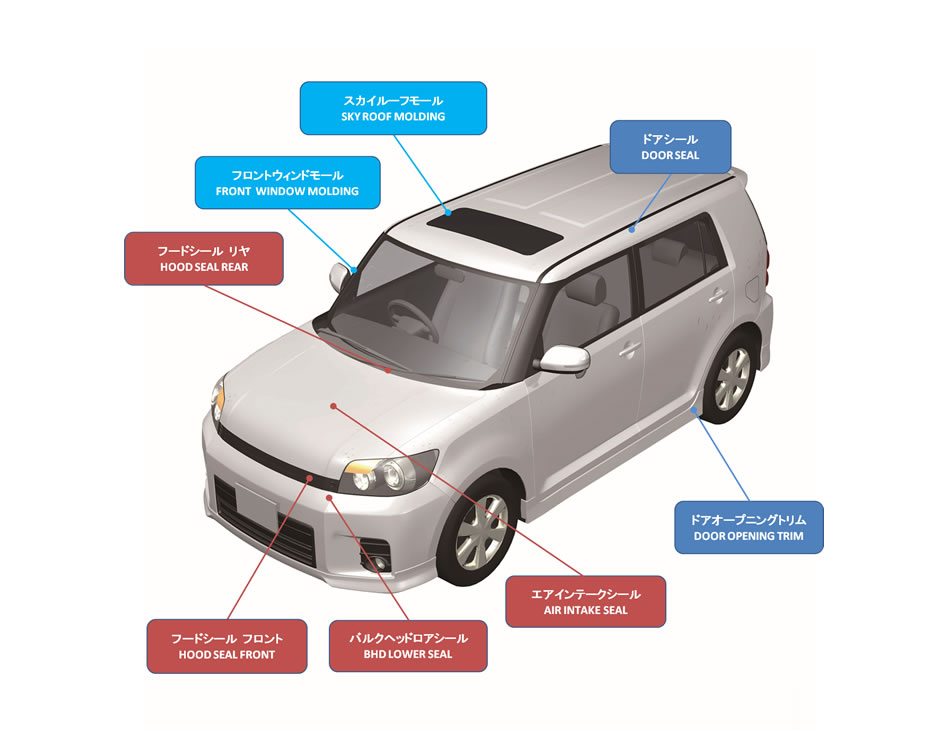 スカイルーフモール
SKY ROOF MOLDING
ドアシール
DOOR SEAL
フロントウィンドモール
FRONT WINDOW MOLDING
フードシール リヤ
HOOD SEAL REAR
ドアオープニングトリム
DOOR OPENING TRIM
エアインテークシール
AIR INTAKE SEAL
フードシール フロント
HOOD SEAL FRONT
バルクヘッドロアシール
BHD LOWER SEAL